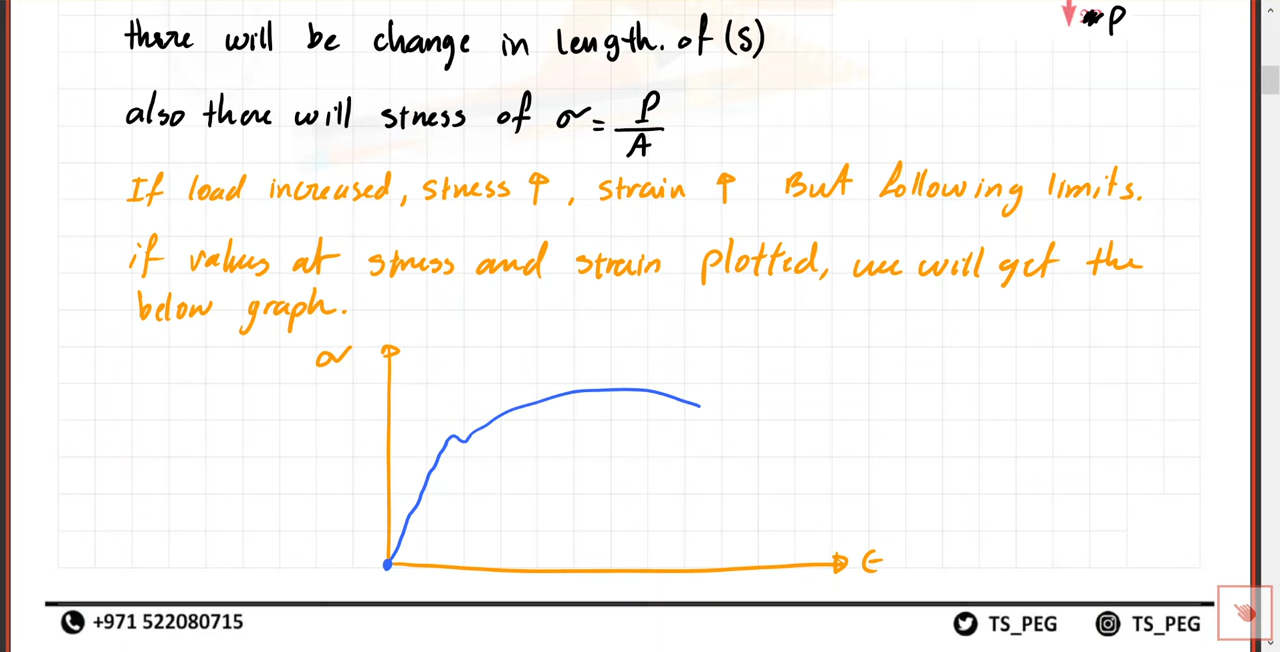 P
there will be change in length. of (S)
also there will stress of σ = P/A
If load increased, stress ↑, strain ↑ But following limits.
if values at stress and strain plotted, we will get the
below graph.
σ
ϵ
+971 522080715
TS_PEG
TS_PEG